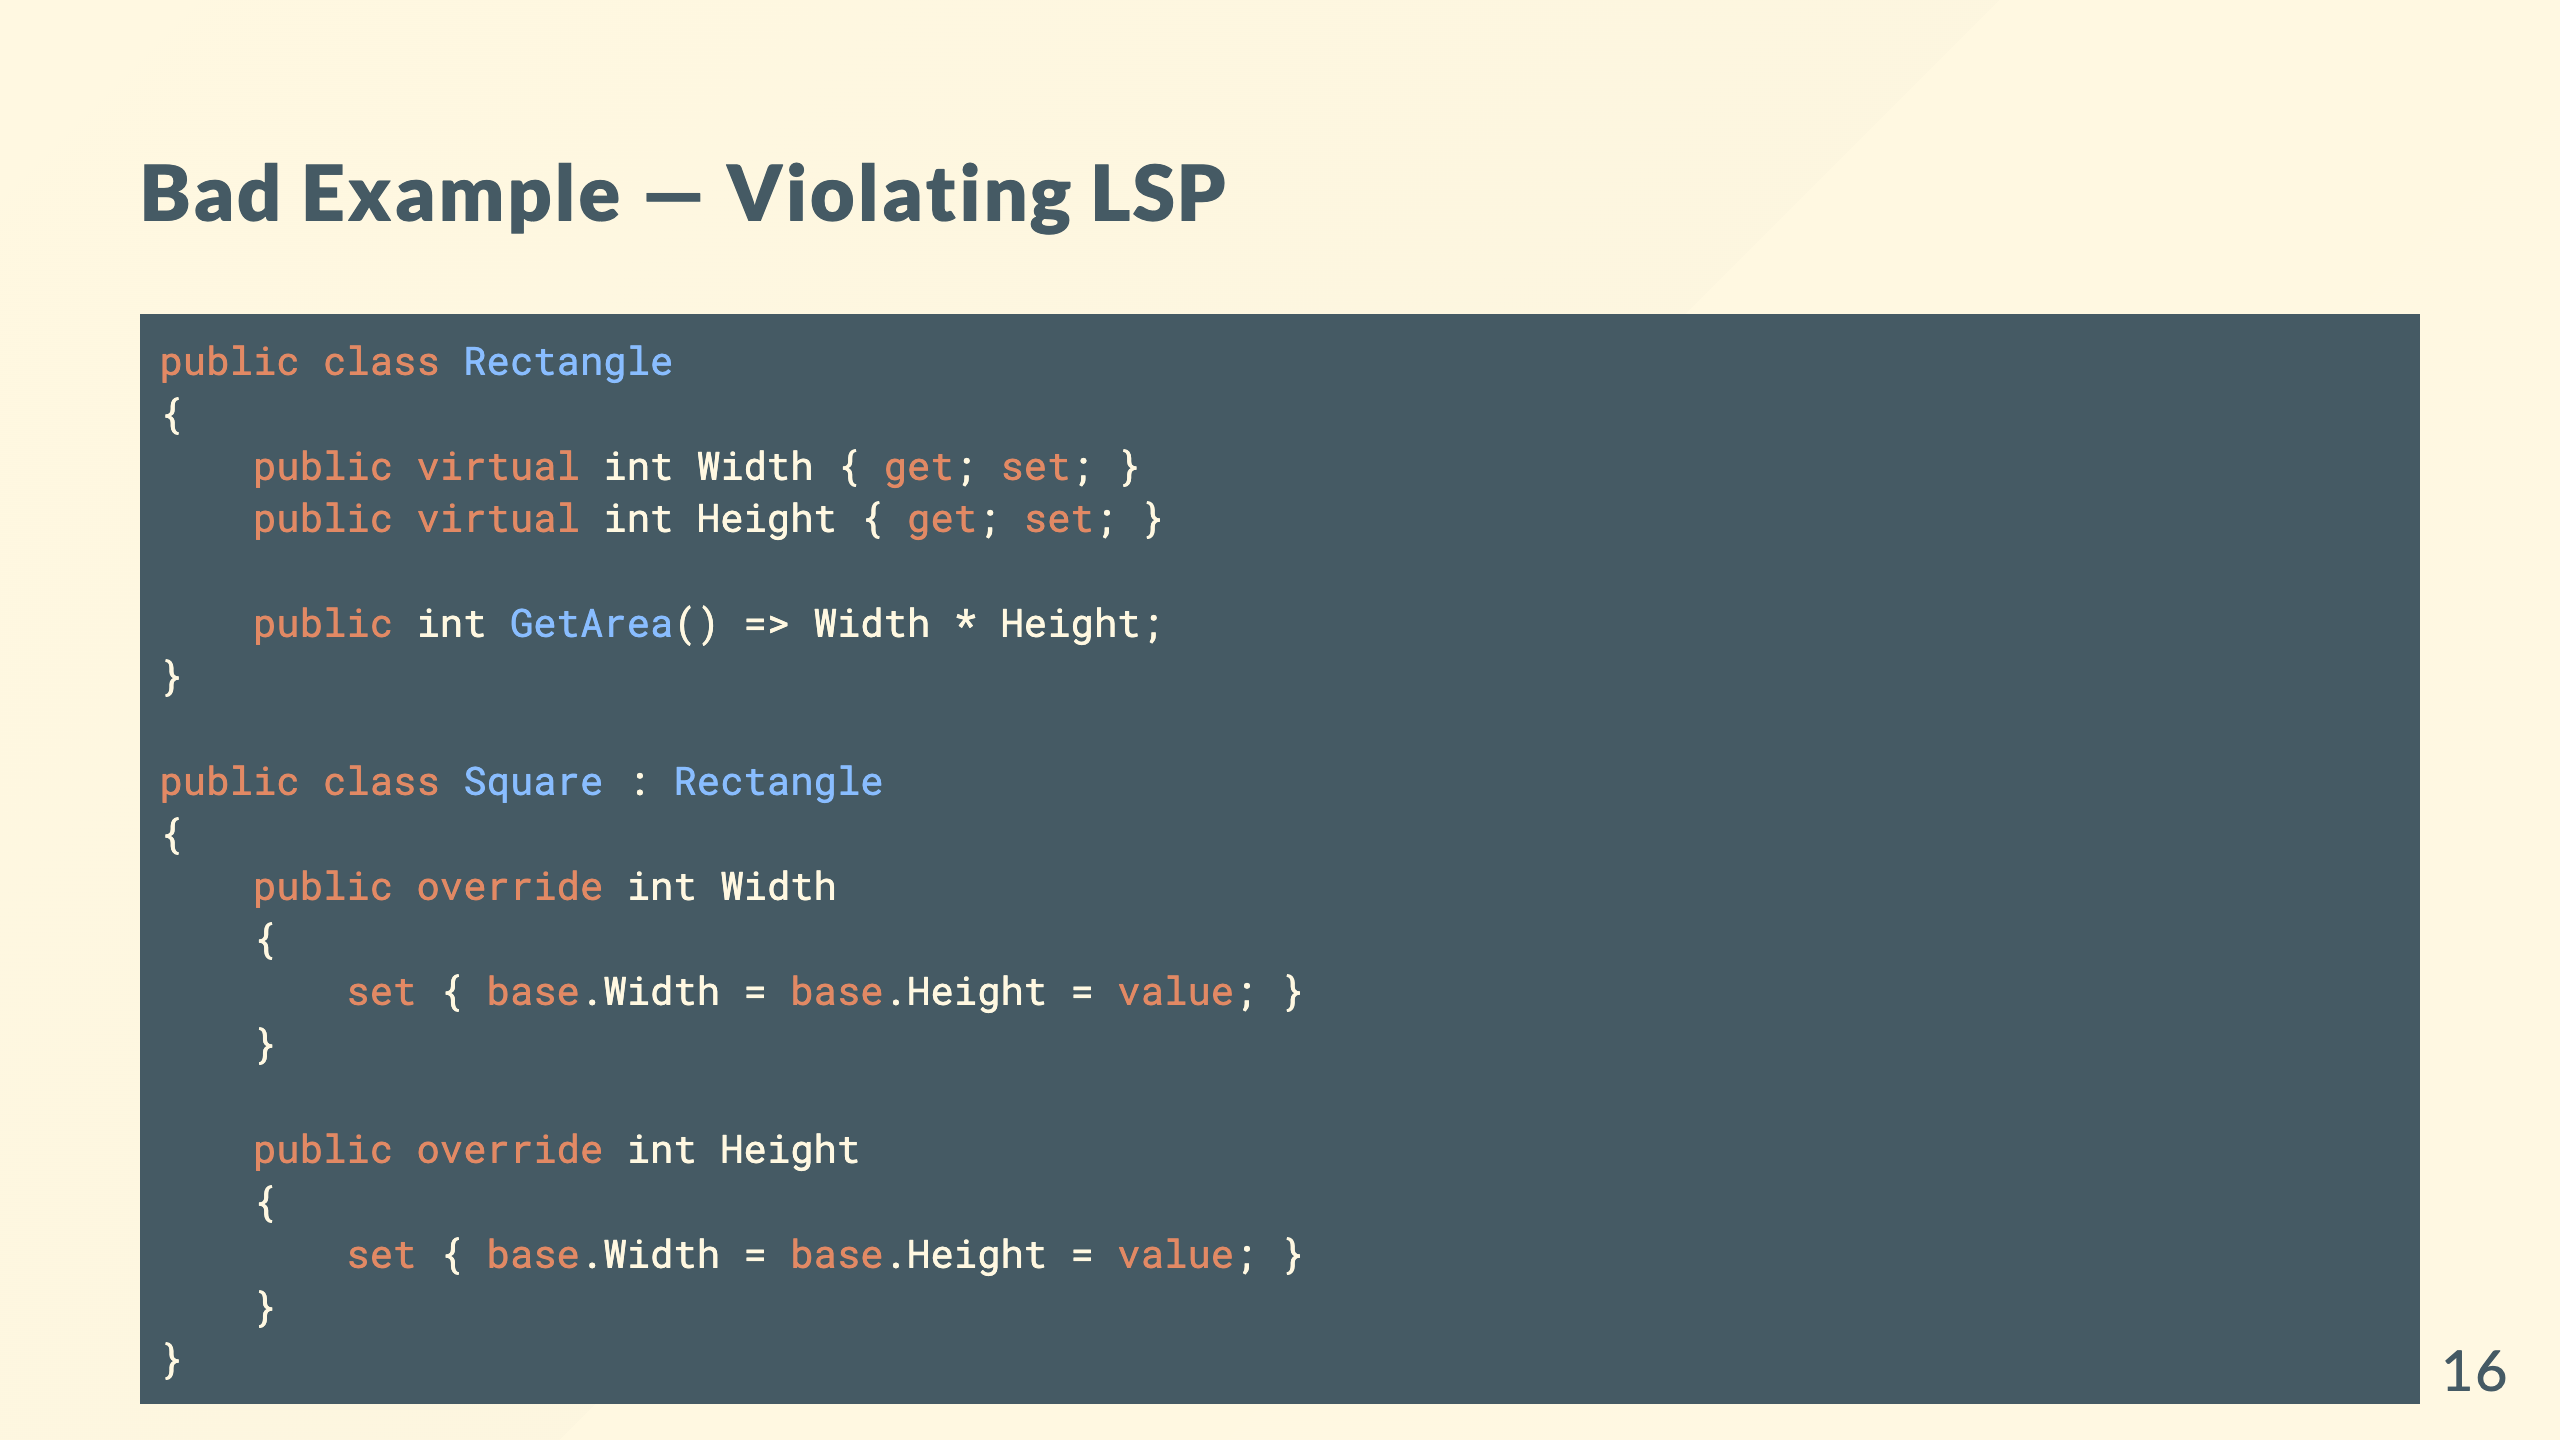 Bad Example — Violating LSP
public class Rectangle
{
    public virtual int Width { get; set; }
    public virtual int Height { get; set; }

    public int GetArea() => Width * Height;
}

public class Square : Rectangle
{
    public override int Width
    {
        set { base.Width = base.Height = value; }
    }

    public override int Height
    {
        set { base.Width = base.Height = value; }
    }
}
16